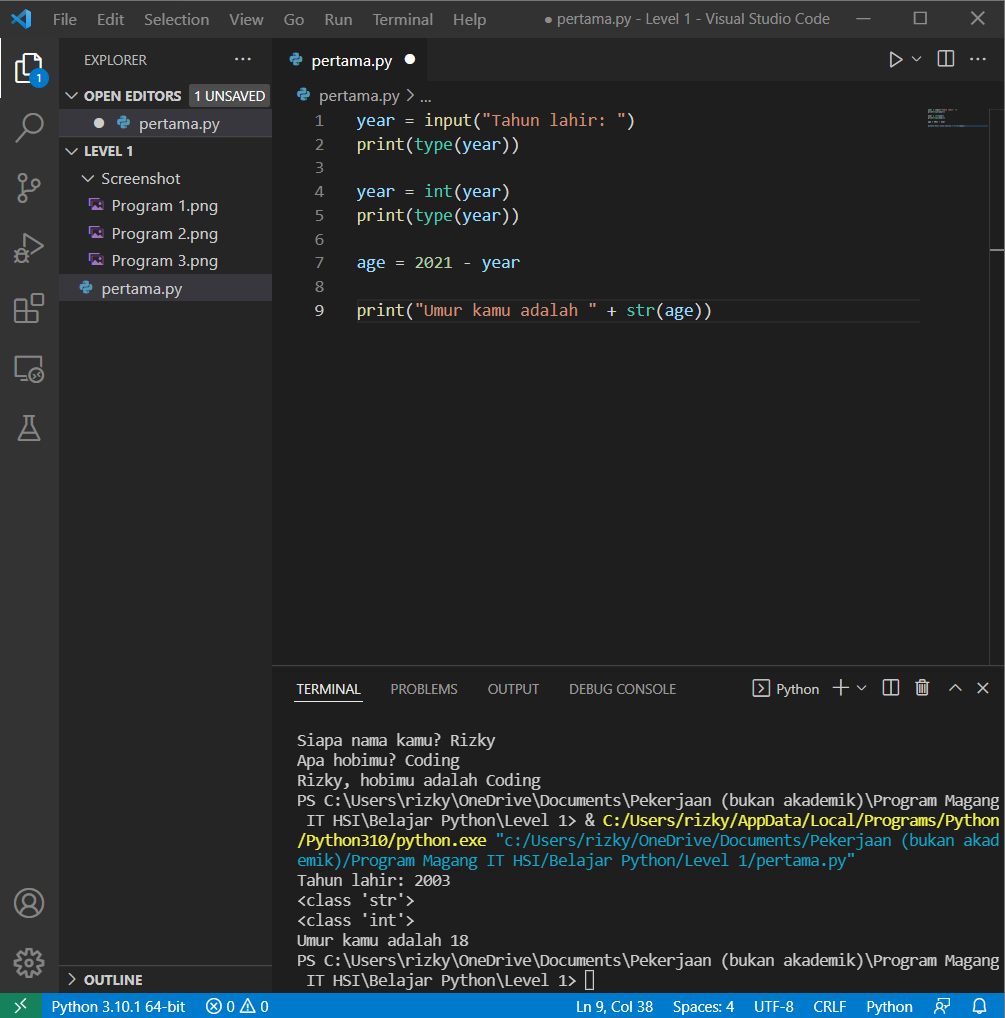 File Edit Selection View Go Run Terminal Help ● pertama.py - Level 1 - Visual Studio Code
EXPLORER ···
OPEN EDITORS 1 UNSAVED
● pertama.py
LEVEL 1
Screenshot
Program 1.png
Program 2.png
Program 3.png
pertama.py
OUTLINE
1
pertama.py ●
pertama.py > ...
1 year = input("Tahun lahir: ")
2 print(type(year))
3
4 year = int(year)
5 print(type(year))
6
7 age = 2021 - year
8
9 print("Umur kamu adalah " + str(age))
TERMINAL PROBLEMS OUTPUT DEBUG CONSOLE Python
Siapa nama kamu? Rizky
Apa hobimu? Coding
Rizky, hobimu adalah Coding
PS C:\Users\rizky\OneDrive\Documents\Pekerjaan (bukan akademik)\Program Magang
IT HSI\Belajar Python\Level 1> & C:/Users/rizky/AppData/Local/Programs/Python
/Python310/python.exe "c:/Users/rizky/OneDrive/Documents/Pekerjaan (bukan akad
emik)/Program Magang IT HSI/Belajar Python/Level 1/pertama.py"
Tahun lahir: 2003
<class 'str'>
<class 'int'>
Umur kamu adalah 18
PS C:\Users\rizky\OneDrive\Documents\Pekerjaan (bukan akademik)\Program Magang
IT HSI\Belajar Python\Level 1>
Python 3.10.1 64-bit 0 0 Ln 9, Col 38 Spaces: 4 UTF-8 CRLF Python